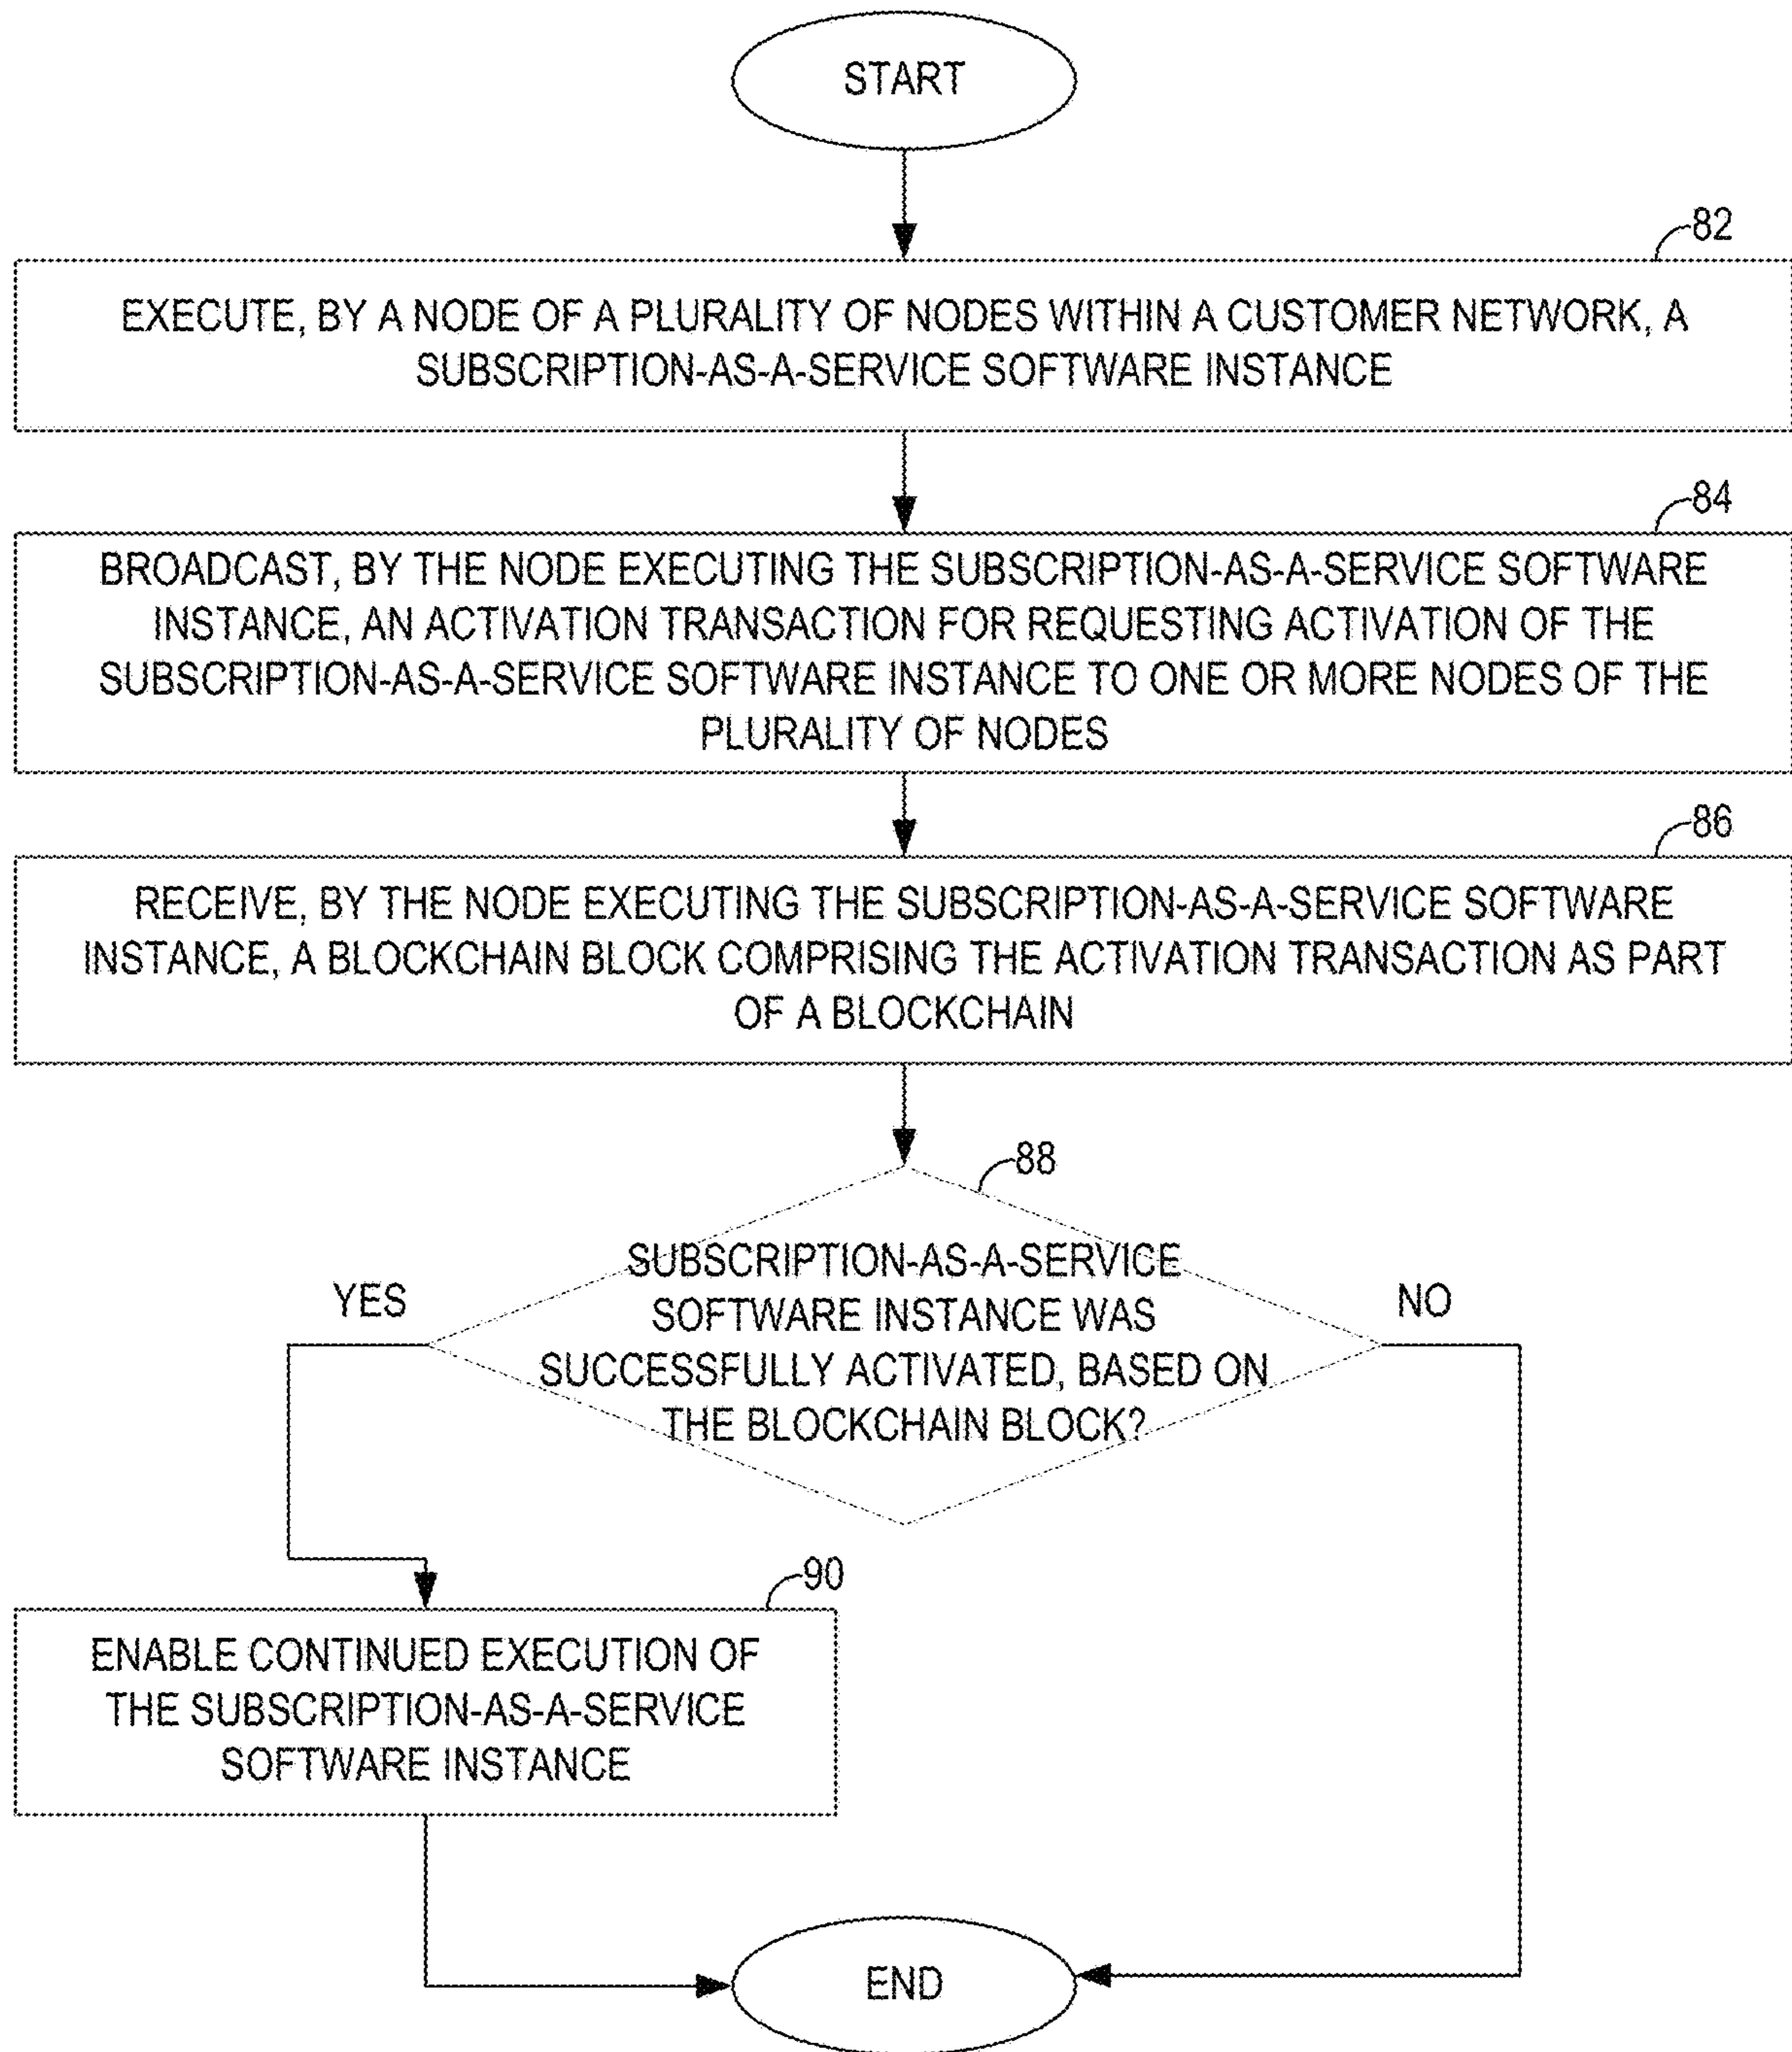 START
82
EXECUTE, BY A NODE OF A PLURALITY OF NODES WITHIN A CUSTOMER NETWORK, A
SUBSCRIPTION-AS-A-SERVICE SOFTWARE INSTANCE
84
BROADCAST, BY THE NODE EXECUTING THE SUBSCRIPTION-AS-A-SERVICE SOFTWARE
INSTANCE, AN ACTIVATION TRANSACTION FOR REQUESTING ACTIVATION OF THE
SUBSCRIPTION-AS-A-SERVICE SOFTWARE INSTANCE TO ONE OR MORE NODES OF THE
PLURALITY OF NODES
86
RECEIVE, BY THE NODE EXECUTING THE SUBSCRIPTION-AS-A-SERVICE SOFTWARE
INSTANCE, A BLOCKCHAIN BLOCK COMPRISING THE ACTIVATION TRANSACTION AS PART
OF A BLOCKCHAIN
88
SUBSCRIPTION-AS-A-SERVICE
SOFTWARE INSTANCE WAS
SUCCESSFULLY ACTIVATED, BASED ON
THE BLOCKCHAIN BLOCK?
YES
NO
90
ENABLE CONTINUED EXECUTION OF
THE SUBSCRIPTION-AS-A-SERVICE
SOFTWARE INSTANCE
END